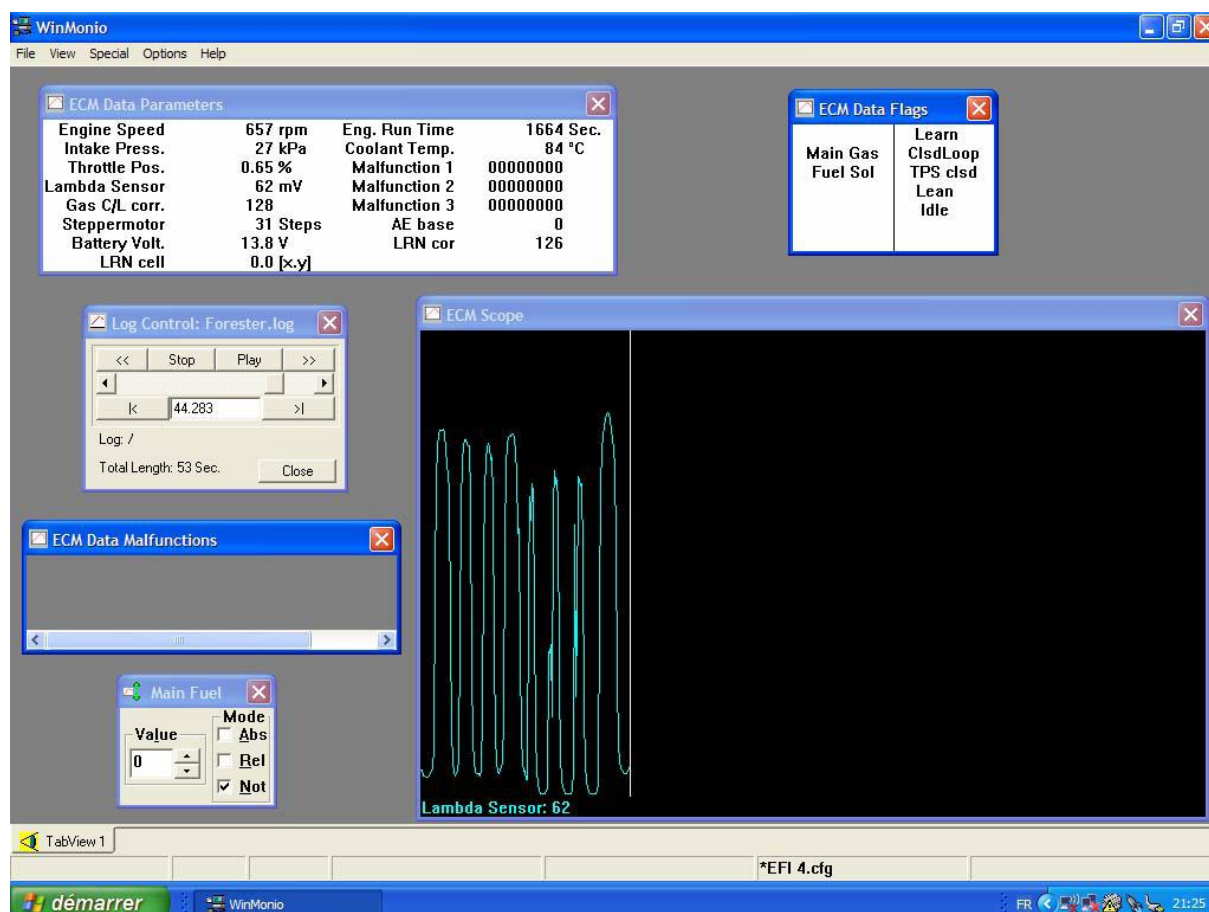 WinMonio
File View Special Options Help
ECM Data Parameters
Engine Speed 657 rpm Eng. Run Time 1664 Sec.
Intake Press. 27 kPa Coolant Temp. 84 °C
Throttle Pos. 0.65 % Malfunction 1 00000000
Lambda Sensor 62 mV Malfunction 2 00000000
Gas C/L corr. 128 Malfunction 3 00000000
Steppermotor 31 Steps AE base 0
Battery Volt. 13.8 V LRN cor 126
LRN cell 0.0 [x.y]
ECM Data Flags
Learn
Main Gas ClsdLoop
Fuel Sol TPS clsd
Lean
Idle
Log Control: Forester.log
<< Stop Play >>
|< 44.283 >|
Log: /
Total Length: 53 Sec. Close
ECM Scope
Lambda Sensor: 62
ECM Data Malfunctions
Main Fuel
Mode
Value Abs
0 Rel
Not
TabView 1
*EFI 4.cfg
démarrer WinMonio FR 21:25